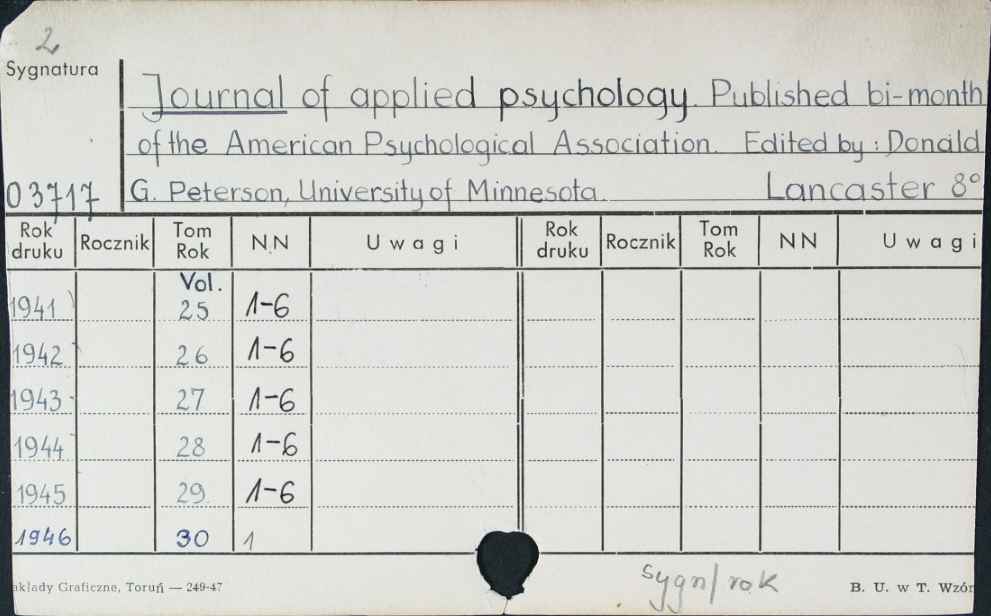 2
Sygnatura
Journal of applied psychology. Published bi-month
of the American Psychological Association. Edited by: Donald
03717 G. Peterson, University of Minnesota. Lancaster 8°
Rok druku Rocznik Tom Rok NN Uwagi Rok druku Rocznik Tom Rok NN Uwagi
Vol.
1941 25 1-6
1942 26 1-6
1943 27 1-6
1944 28 1-6
1945 29 1-6
1946 30 1
sygn/rok
akłady Graficzne, Toruń — 249-47 B. U. w T. Wzór